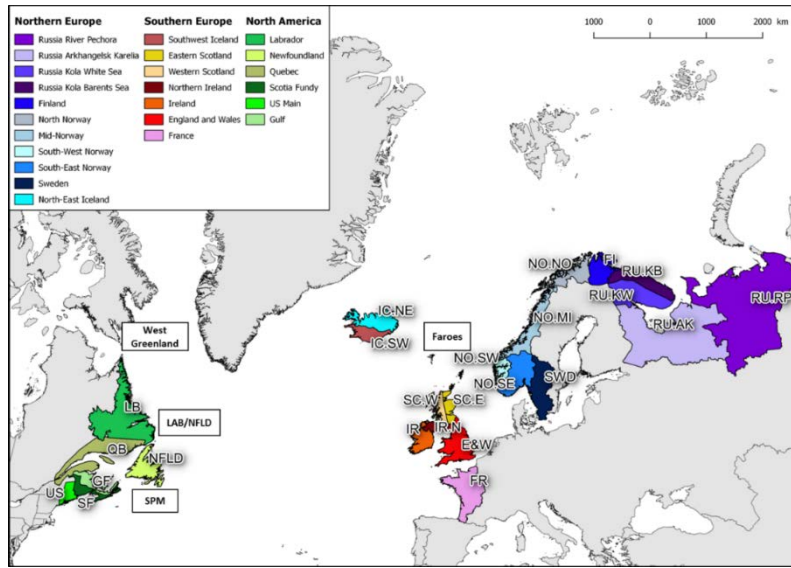 Northern Europe
Russia River Pechora
Russia Arkhangelsk Karelia
Russia Kola White Sea
Russia Kola Barents Sea
Finland
North Norway
Mid-Norway
South-West Norway
South-East Norway
Sweden
North-East Iceland
Southern Europe
Southwest Iceland
Eastern Scotland
Western Scotland
Northern Ireland
Ireland
England and Wales
France
North America
Labrador
Newfoundland
Quebec
Scotia Fundy
US Main
Gulf
1000 0 1000 2000 km
NO.NO
FI
RU.KB
RU.KW
RU.RP
RU.AK
IC.NE
IC.SW
NO.MI
West
Greenland
Faroes
NO.SW
NO.SE
SWD
SC.W
SC.E
LB
LAB/NFLD
IR
IR.N
E&W
QB
NFLD
GF
US
SF
SPM
FR